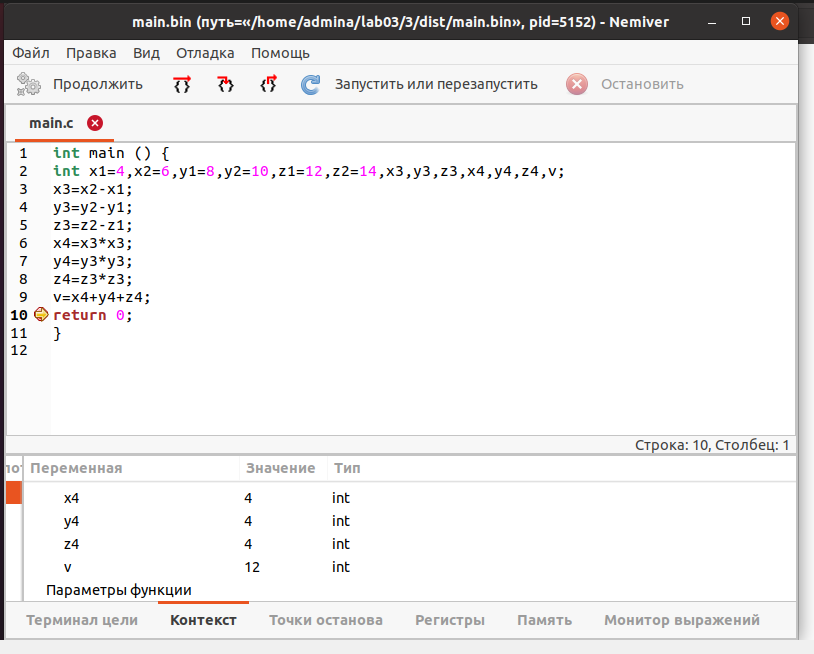 main.bin (путь=«/home/admina/lab03/3/dist/main.bin», pid=5152) - Nemiver
Файл Правка Вид Отладка Помощь
Продолжить Запустить или перезапустить Остановить
main.c
1 int main () {
2 int x1=4,x2=6,y1=8,y2=10,z1=12,z2=14,x3,y3,z3,x4,y4,z4,v;
3 x3=x2-x1;
4 y3=y2-y1;
5 z3=z2-z1;
6 x4=x3*x3;
7 y4=y3*y3;
8 z4=z3*z3;
9 v=x4+y4+z4;
10 return 0;
11 }
12
Строка: 10, Столбец: 1
Переменная Значение Тип
x4 4 int
y4 4 int
z4 4 int
v 12 int
Параметры функции
Терминал цели Контекст Точки останова Регистры Память Монитор выражений